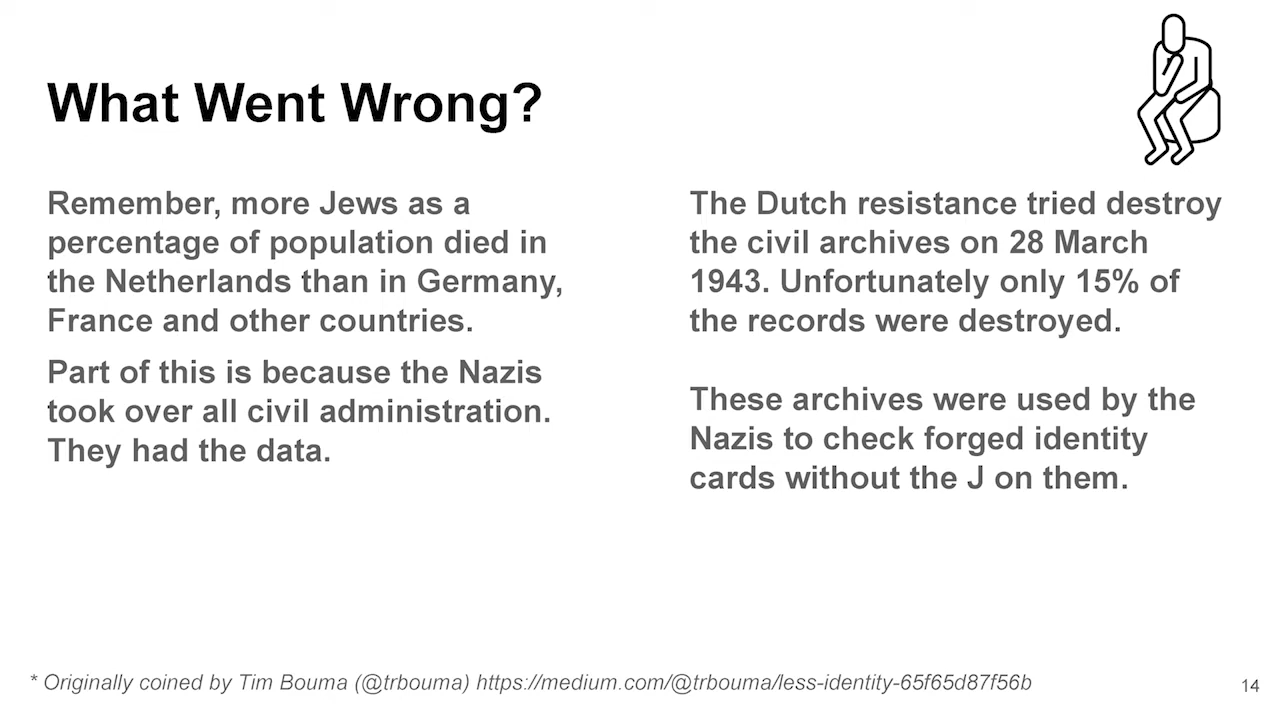 What Went Wrong?
Remember, more Jews as a
percentage of population died in
the Netherlands than in Germany,
France and other countries.
Part of this is because the Nazis
took over all civil administration.
They had the data.
The Dutch resistance tried destroy
the civil archives on 28 March
1943. Unfortunately only 15% of
the records were destroyed.
These archives were used by the
Nazis to check forged identity
cards without the J on them.
* Originally coined by Tim Bouma (@trbouma) https://medium.com/@trbouma/less-identity-65f65d87f56b
14